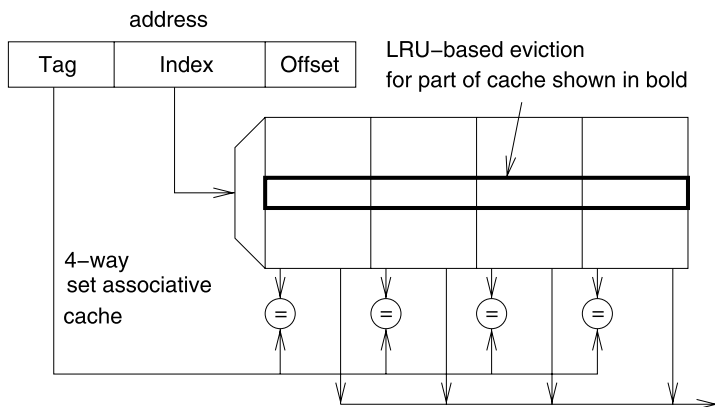 address
Tag Index Offset
LRU−based eviction
for part of cache shown in bold
4−way
set associative
cache
= = = =